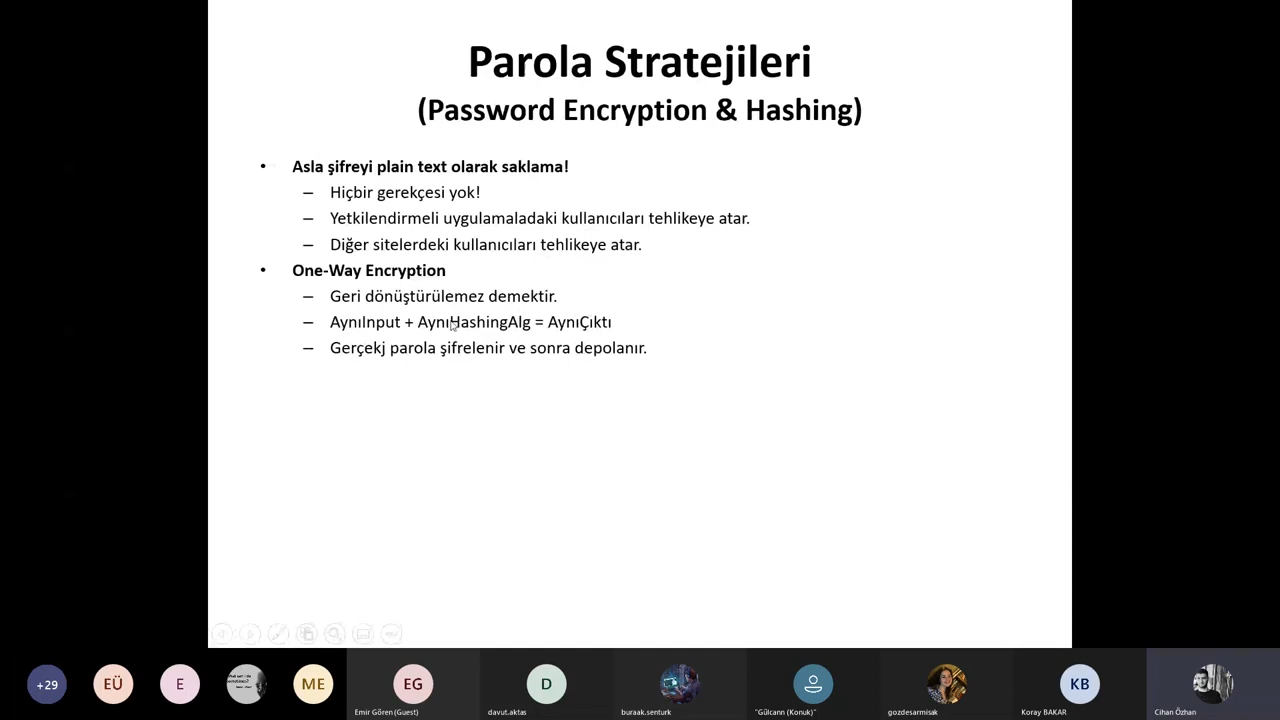 Parola Stratejileri
(Password Encryption & Hashing)
• Asla şifreyi plain text olarak saklama!
– Hiçbir gerekçesi yok!
– Yetkilendirmeli uygulamaladaki kullanıcıları tehlikeye atar.
– Diğer sitelerdeki kullanıcıları tehlikeye atar.
• One-Way Encryption
– Geri dönüştürülemez demektir.
– AynıInput + AynıHashingAlg = AynıÇıktı
– Gerçekj parola şifrelenir ve sonra depolanır.
+29
EÜ
E
ME
EG
D
KB
Emir Gören (Guest)
davut.aktas
buraak.senturk
"Gülcann (Konuk)"
gozdesarmisak
Koray BAKAR
Cihan Özhan